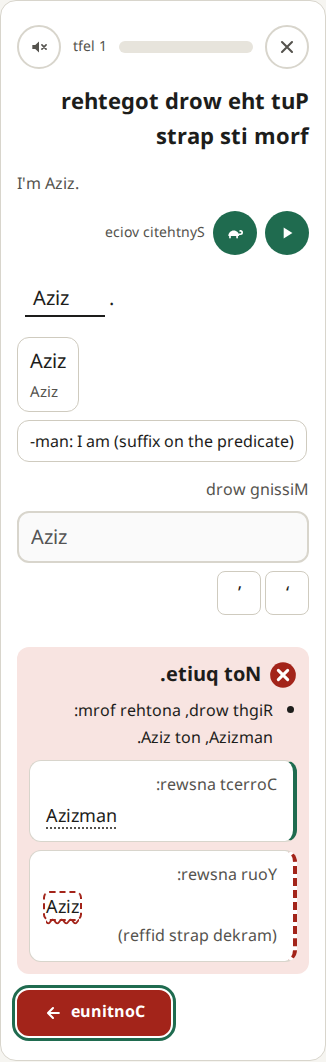 tfel 1
rehtegot drow eht tuP
parts sti morf
I'm Aziz.
eciov citehtnyS
Aziz .
Aziz
Aziz
-man: I am (suffix on the predicate)
drow gnissiM
Aziz
ʼ ʻ
.etiuq toN
:mrof rehtona ,drow thgiR
.Aziz ton ,Azizman
:rewsna tcerroC
Azizman
:rewsna ruoY
Aziz
(reffid strap dekram)
eunitnoC